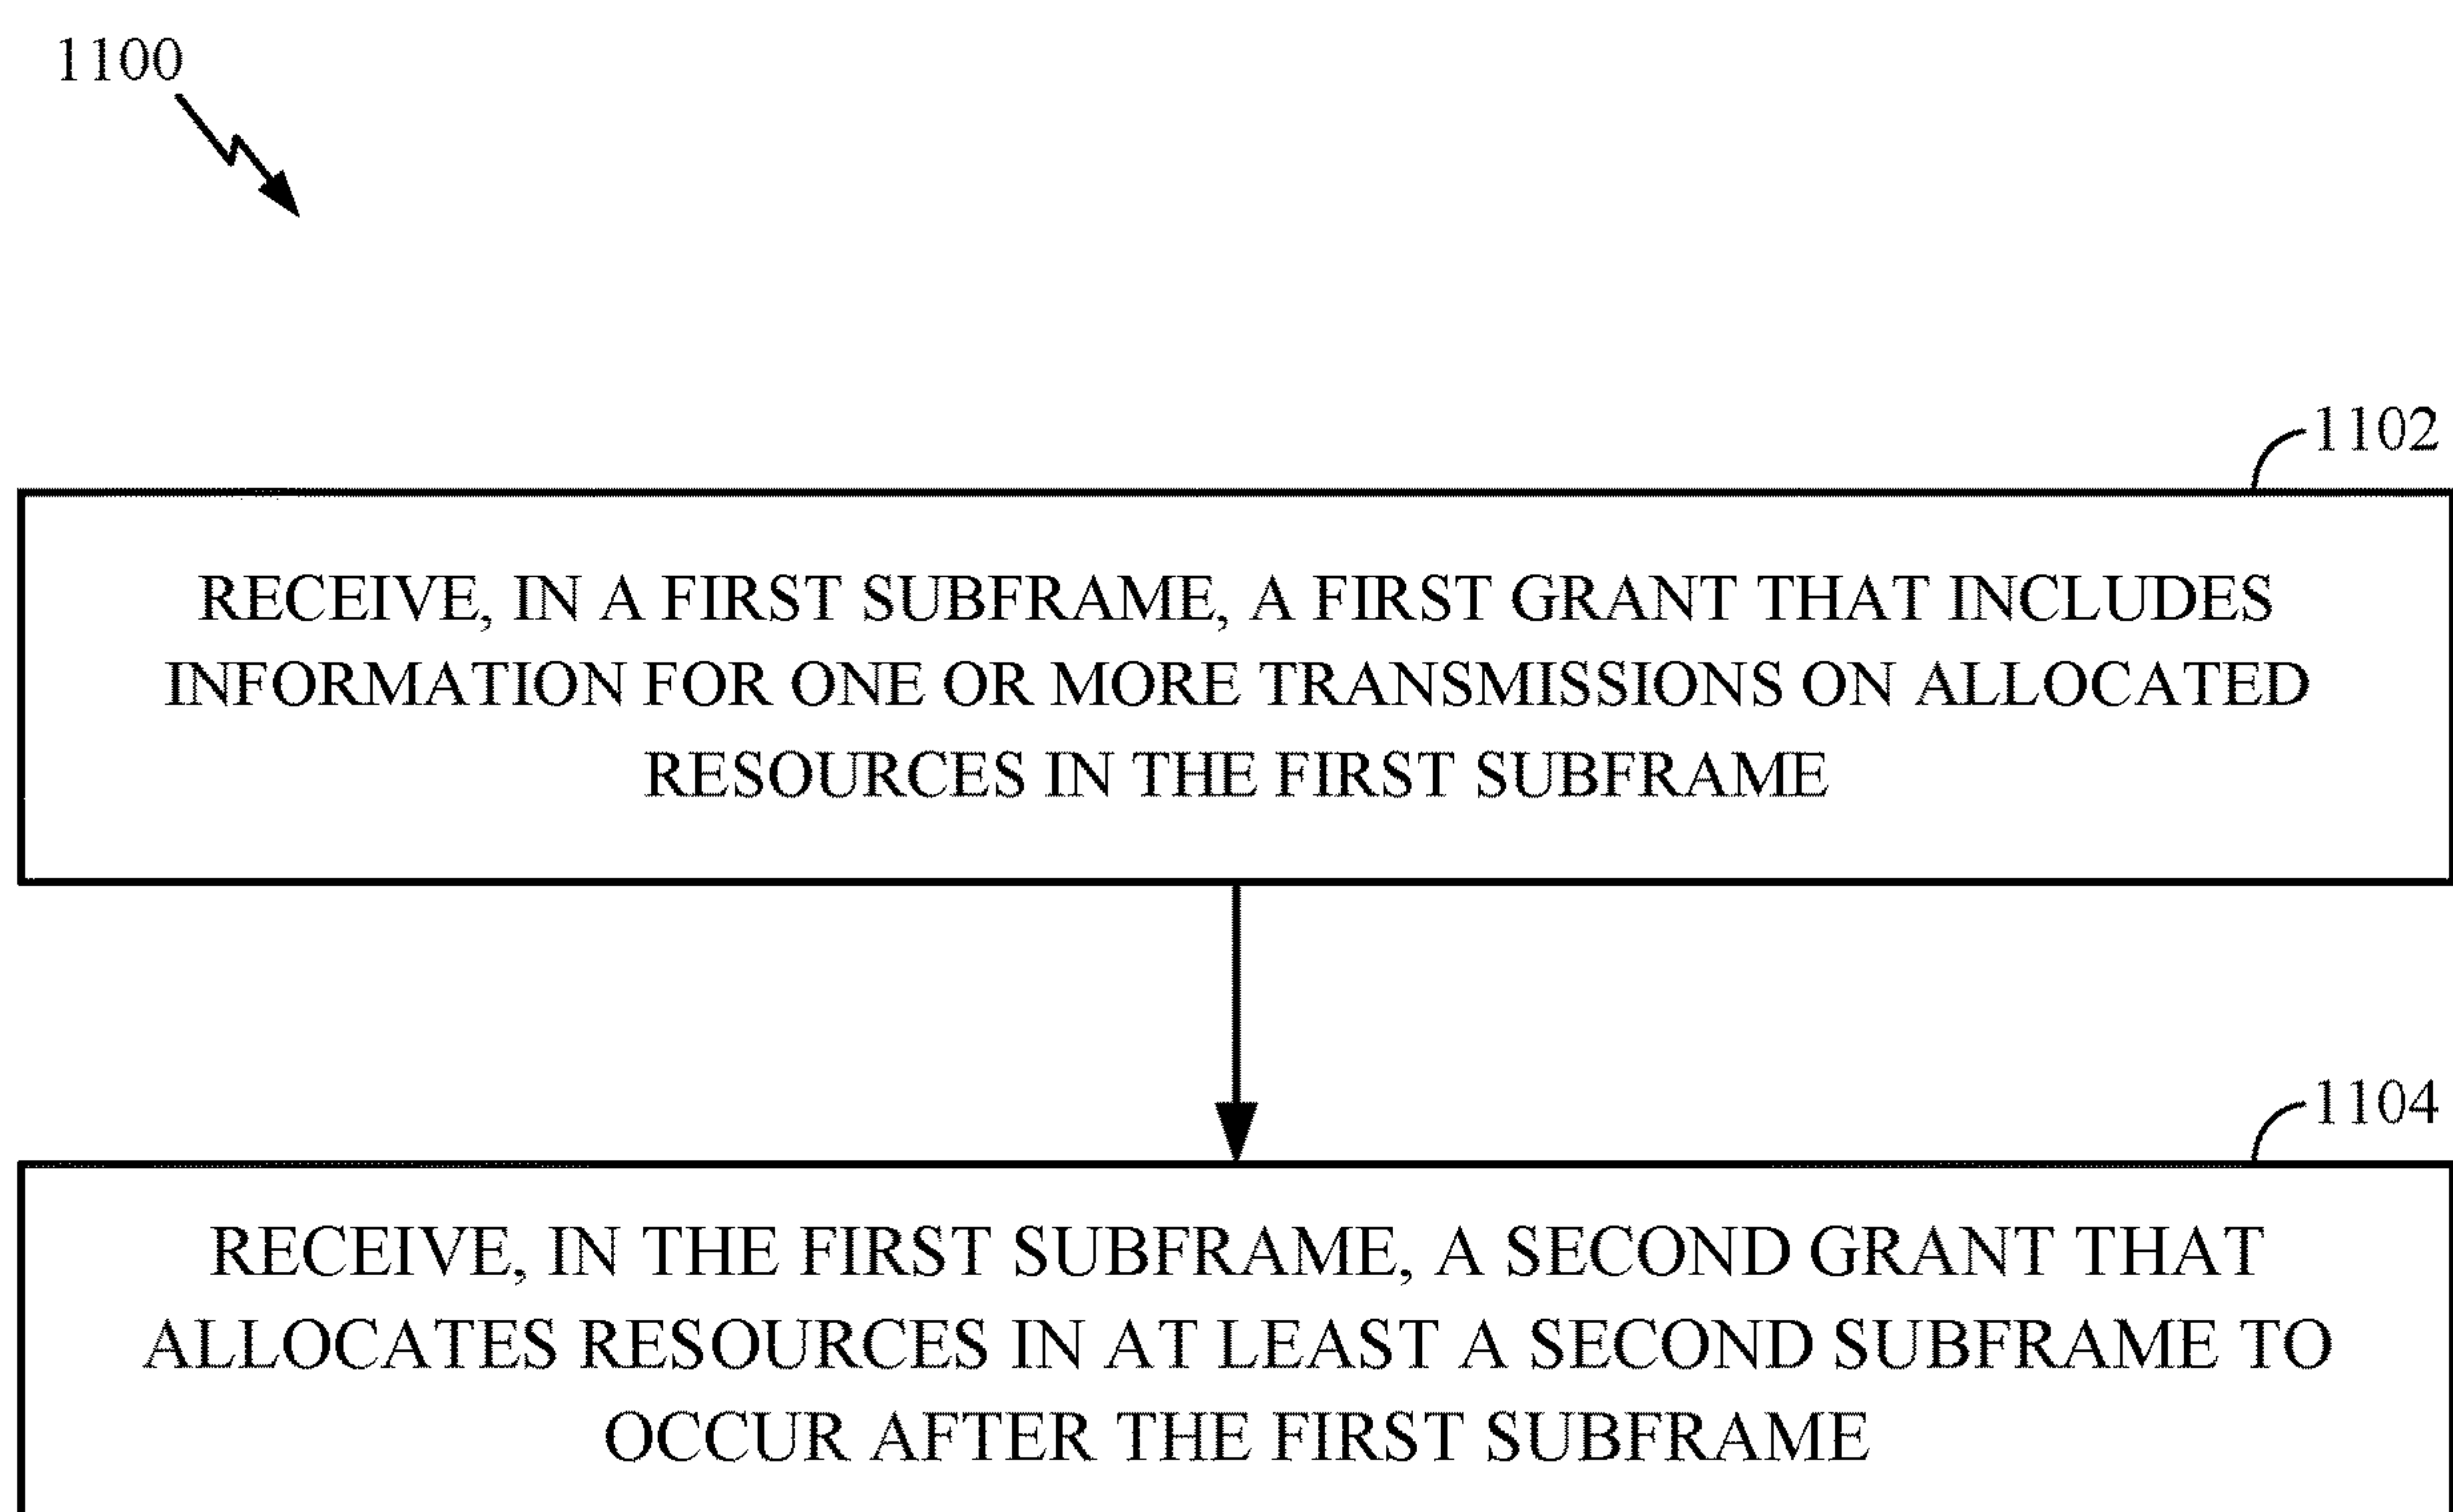 1100
1102
RECEIVE, IN A FIRST SUBFRAME, A FIRST GRANT THAT INCLUDES
INFORMATION FOR ONE OR MORE TRANSMISSIONS ON ALLOCATED
RESOURCES IN THE FIRST SUBFRAME
1104
RECEIVE, IN THE FIRST SUBFRAME, A SECOND GRANT THAT
ALLOCATES RESOURCES IN AT LEAST A SECOND SUBFRAME TO
OCCUR AFTER THE FIRST SUBFRAME